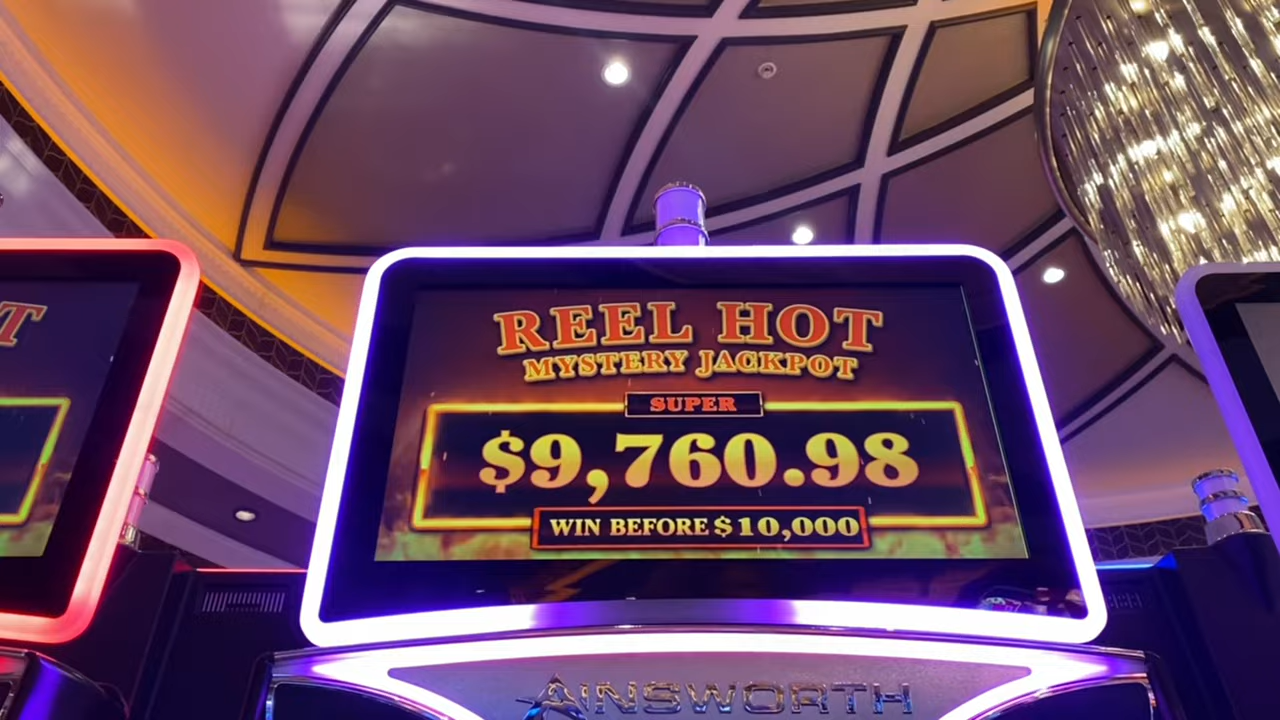 REEL HOT
MYSTERY JACKPOT
SUPER
$9,760.98
WIN BEFORE $10,000
AINSWORTH
T